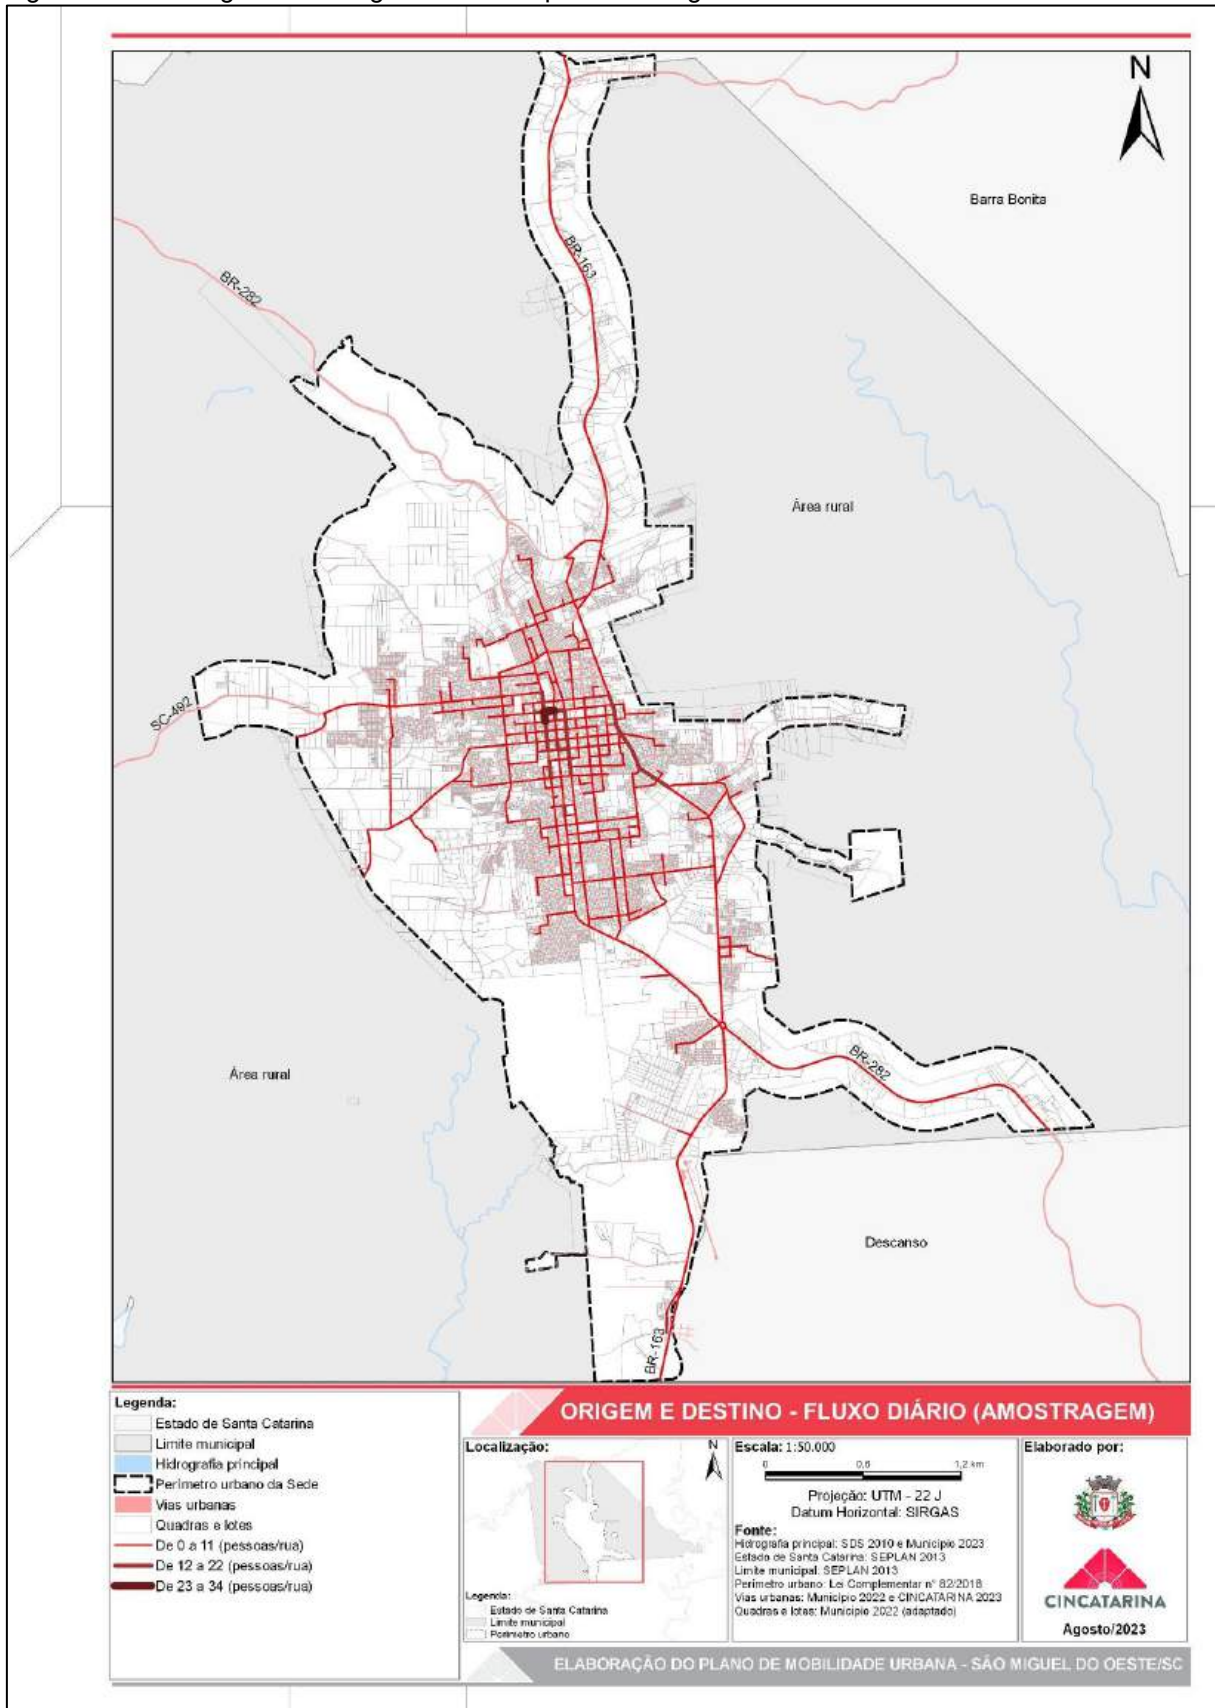 N
Barra Bonita
BR-163
BR-282
Área rural
SC-492
BR-282
Área rural
Descanso
BR-163
Legenda:
Estado de Santa Catarina
Limite municipal
Hidrografia principal
Perímetro urbano da Sede
Vias urbanas
Quadras e lotes
De 0 a 11 (pessoas/rua)
De 12 a 22 (pessoas/rua)
De 23 a 34 (pessoas/rua)
ORIGEM E DESTINO - FLUXO DIÁRIO (AMOSTRAGEM)
Localização:
N
Legenda:
Estado de Santa Catarina
Limite municipal
Perímetro urbano
Escala: 1:50.000
0 0,6 1,2 km
Projeção: UTM - 22 J
Datum Horizontal: SIRGAS
Fonte:
Hidrografia principal: SDS 2010 e Município 2023
Estado de Santa Catarina: SEPLAN 2013
Limite municipal: SEPLAN 2013
Perímetro urbano: Lei Complementar n° 82/2018
Vias urbanas: Município 2022 e CINCATARINA 2023
Quadras e lotes: Município 2022 (adaptado)
Elaborado por:
CINCATARINA
Agosto/2023
ELABORAÇÃO DO PLANO DE MOBILIDADE URBANA - SÃO MIGUEL DO OESTE/SC